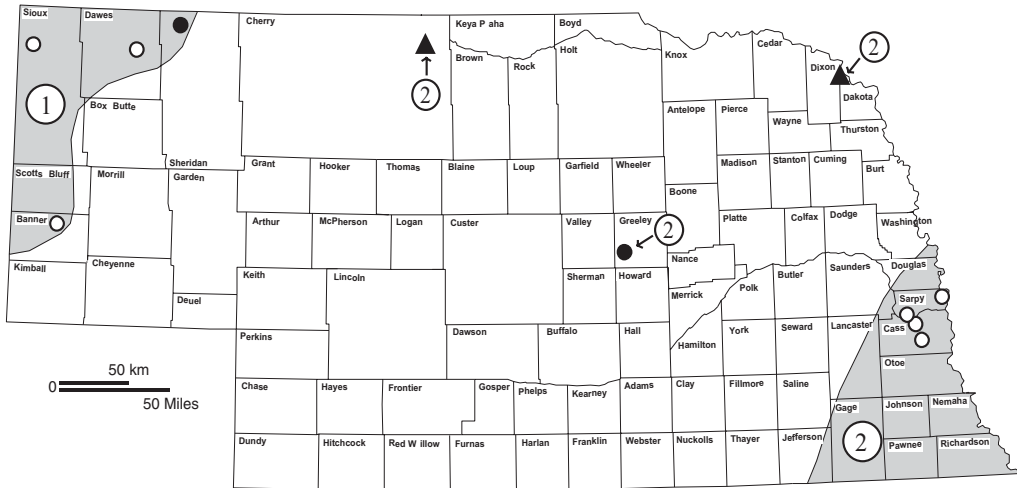 Sioux
Dawes
Cherry
Keya P aha
Boyd
Knox
Cedar
Dixon
2
Brown
Rock
Holt
2
Dakota
1
Box Butte
Antelope
Pierce
Wayne
Thurston
Sheridan
Grant
Hooker
Thomas
Blaine
Loup
Garfield
Wheeler
Madison
Stanton
Cuming
Burt
Scotts Bluff
Morrill
Garden
Boone
Banner
Arthur
McPherson
Logan
Custer
Valley
Greeley
2
Platte
Colfax
Dodge
Washington
Kimball
Cheyenne
Keith
Lincoln
Sherman
Howard
Nance
Butler
Saunders
Douglas
Deuel
Merrick
Polk
Sarpy
Perkins
Dawson
Buffalo
Hall
Hamilton
York
Seward
Lancaster
Cass
Otoe
50 km
0
50 Miles
Chase
Hayes
Frontier
Gosper
Phelps
Kearney
Adams
Clay
Fillmore
Saline
Gage
Johnson
Nemaha
Dundy
Hitchcock
Red W illow
Furnas
Harlan
Franklin
Webster
Nuckolls
Thayer
Jefferson
2
Pawnee
Richardson